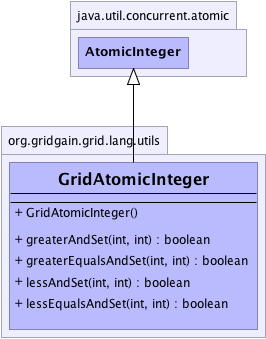 java.util.concurrent.atomic
AtomicInteger
org.gridgain.grid.lang.utils
GridAtomicInteger
+ GridAtomicInteger()
+ greaterAndSet(int, int) : boolean
+ greaterEqualsAndSet(int, int) : boolean
+ lessAndSet(int, int) : boolean
+ lessEqualsAndSet(int, int) : boolean